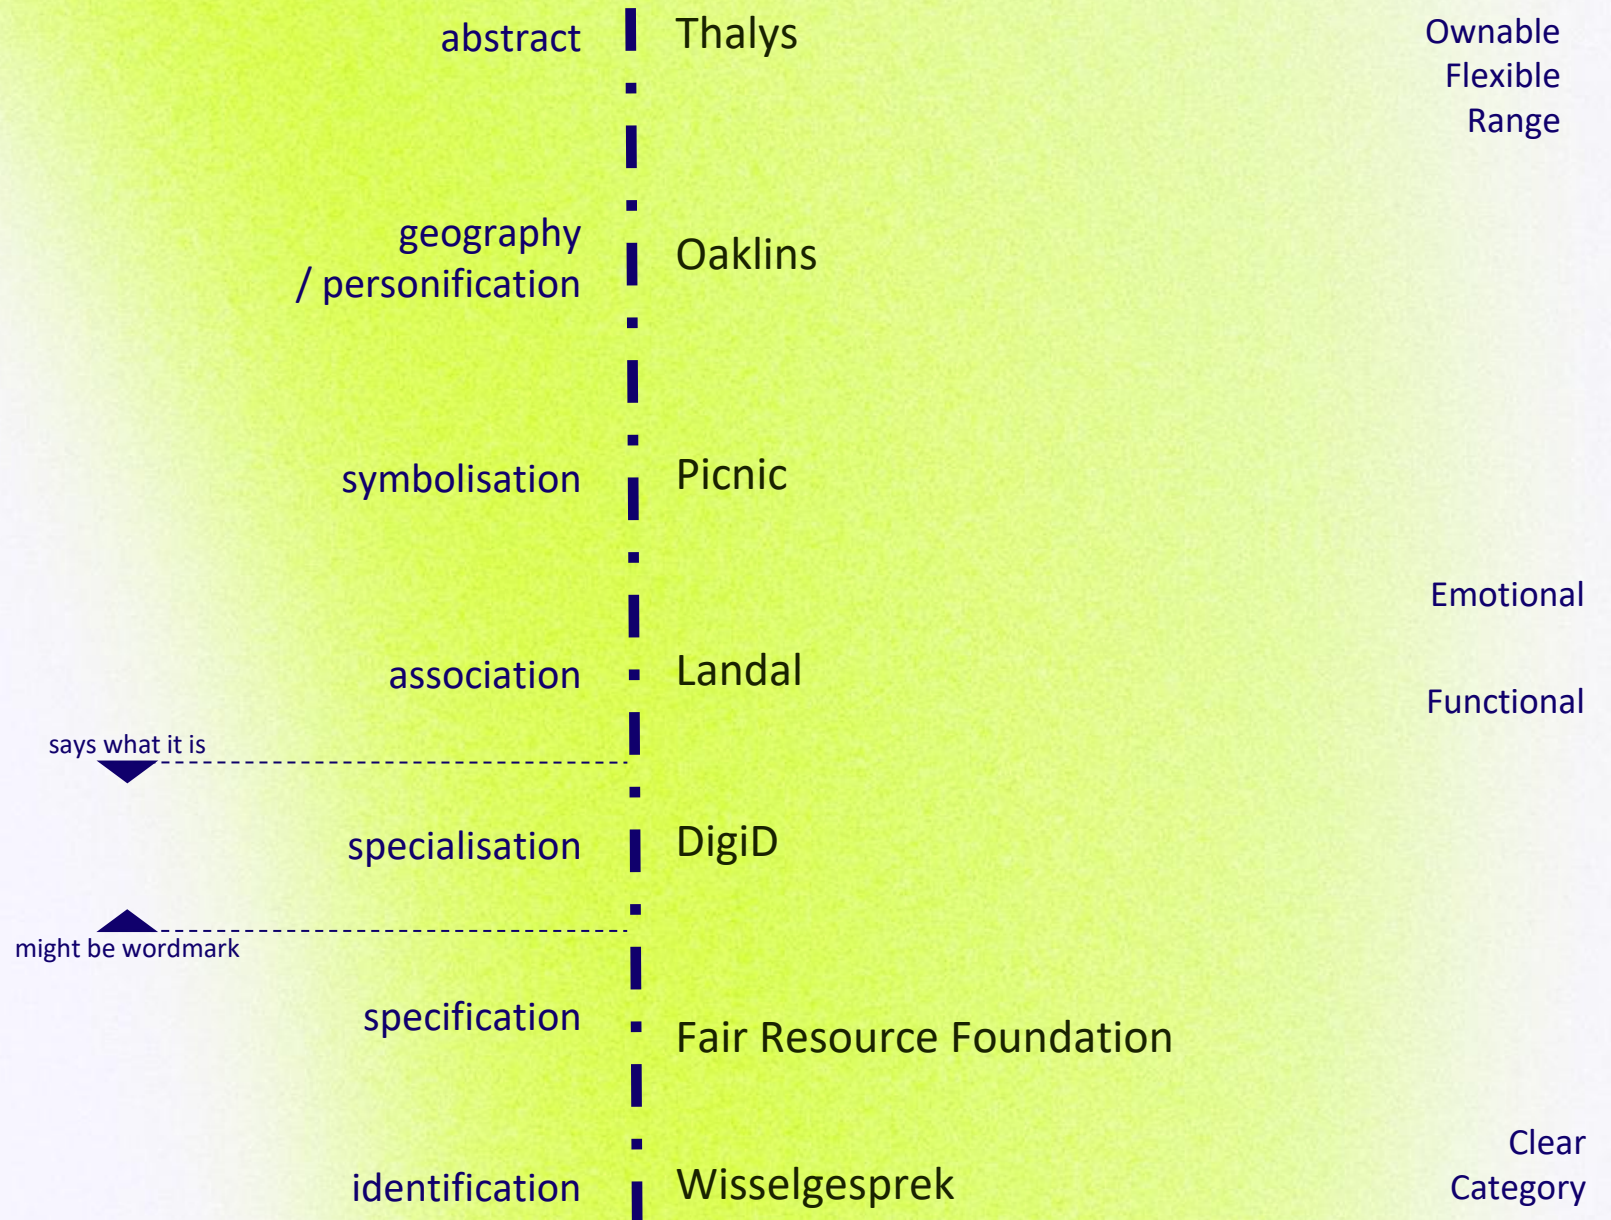 abstract
Thalys
Ownable
Flexible
Range
geography
/ personification
Oaklins
symbolisation
Picnic
Emotional
association
Landal
Functional
says what it is
specialisation
DigiD
might be wordmark
specification
Fair Resource Foundation
Clear
Category
identification
Wisselgesprek